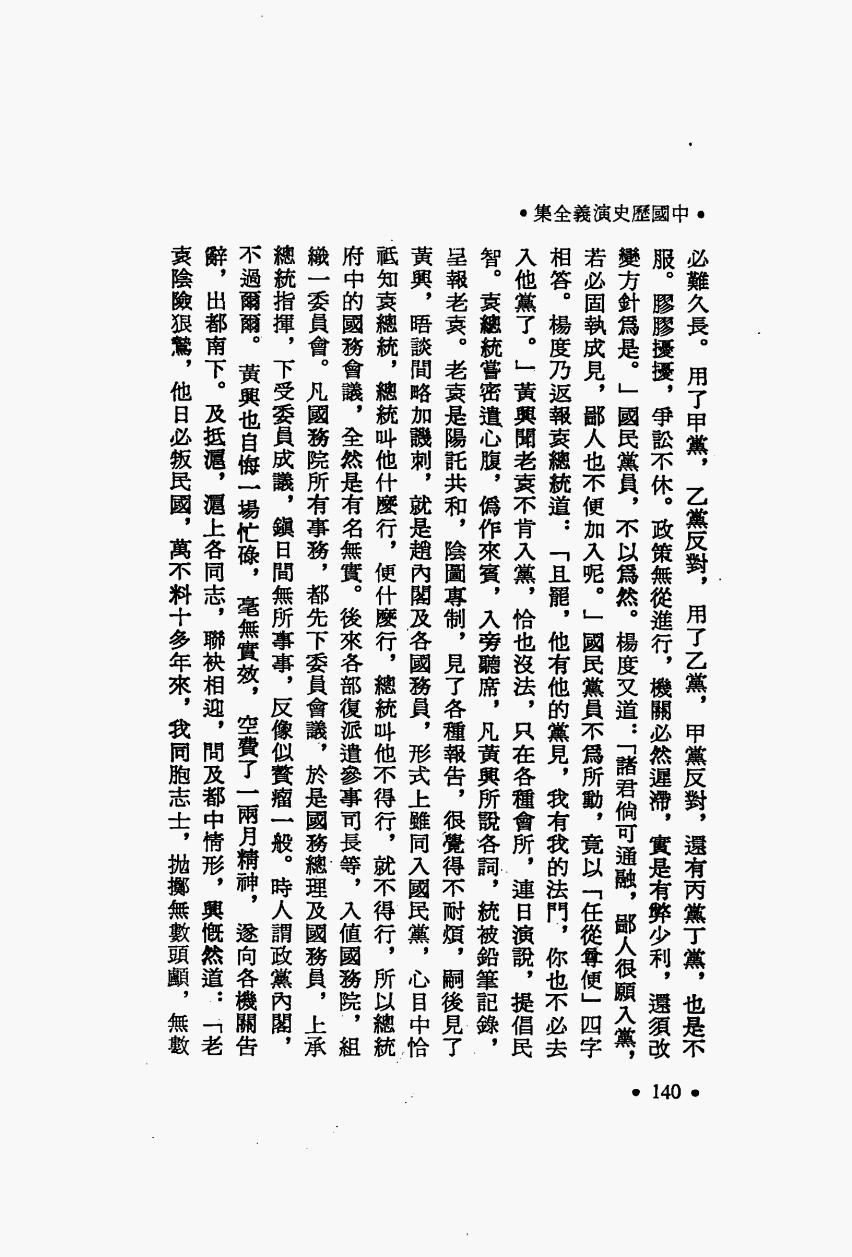 •中國歷史演義全集•
必難久長。用了甲黨，乙黨反對，用了乙黨，甲黨反對，還有丙黨丁黨，也是不
服。膠膠擾擾，爭訟不休。政策無從進行，機關必然遲滯，實是有弊少利，還須改
變方針爲是。」國民黨員，不以爲然。楊度又道：「諸君倘可通融，鄙人很願入黨，
若必固執成見，鄙人也不便加入呢。」國民黨員不爲所動，竟以「任從尊便」四字
相答。楊度乃返報袁總統道：「且罷，他有他的黨見，我有我的法門，你也不必去
入他黨了。」黃興聞老袁不肯入黨，恰也沒法，只在各種會所，連日演說，提倡民
智。袁總統嘗密遣心腹，僞作來賓，入旁聽席，凡黃興所說各詞，統被鉛筆記錄，
呈報老袁。老袁是陽託共和，陰圖專制，見了各種報告，很覺得不耐煩，嗣後見了
黃興，晤談間略加譏刺，就是趙內閣及各國務員，形式上雖同入國民黨，心目中恰
祗知袁總統，總統叫他什麼行，便什麼行，總統叫他不得行，就不得行，所以總統
府中的國務會議，全然是有名無實。後來各部復派遣參事司長等，入值國務院，組
織一委員會。凡國務院所有事務，都先下委員會議，於是國務總理及國務員，上承
總統指揮，下受委員成議，鎭日間無所事事，反像似贅瘤一般。時人謂政黨內閣，
不過爾爾。黃興也自悔一場忙碌，毫無實效，空費了一兩月精神，遂向各機關告
辭，出都南下。及抵滬，滬上各同志，聯袂相迎，問及都中情形，興慨然道：「老
袁陰險狠鷙，他日必叛民國，萬不料十多年來，我同胞志士，拋擲無數頭顱，無數
•140•